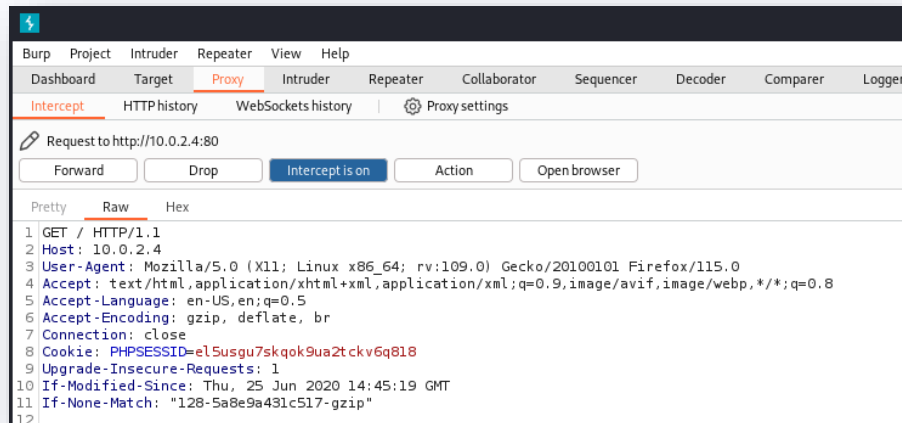 Burp Project Intruder Repeater View Help
Dashboard Target Proxy Intruder Repeater Collaborator Sequencer Decoder Comparer Logger
Intercept HTTP history WebSockets history Proxy settings
Request to http://10.0.2.4:80
Forward Drop Intercept is on Action Open browser
Pretty Raw Hex
1 GET / HTTP/1.1
2 Host: 10.0.2.4
3 User-Agent: Mozilla/5.0 (X11; Linux x86_64; rv:109.0) Gecko/20100101 Firefox/115.0
4 Accept: text/html,application/xhtml+xml,application/xml;q=0.9,image/avif,image/webp,*/*;q=0.8
5 Accept-Language: en-US,en;q=0.5
6 Accept-Encoding: gzip, deflate, br
7 Connection: close
8 Cookie: PHPSESSID=el5usgu7skqok9ua2tckv6q818
9 Upgrade-Insecure-Requests: 1
10 If-Modified-Since: Thu, 25 Jun 2020 14:45:19 GMT
11 If-None-Match: "128-5a8e9a431c517-gzip"
12